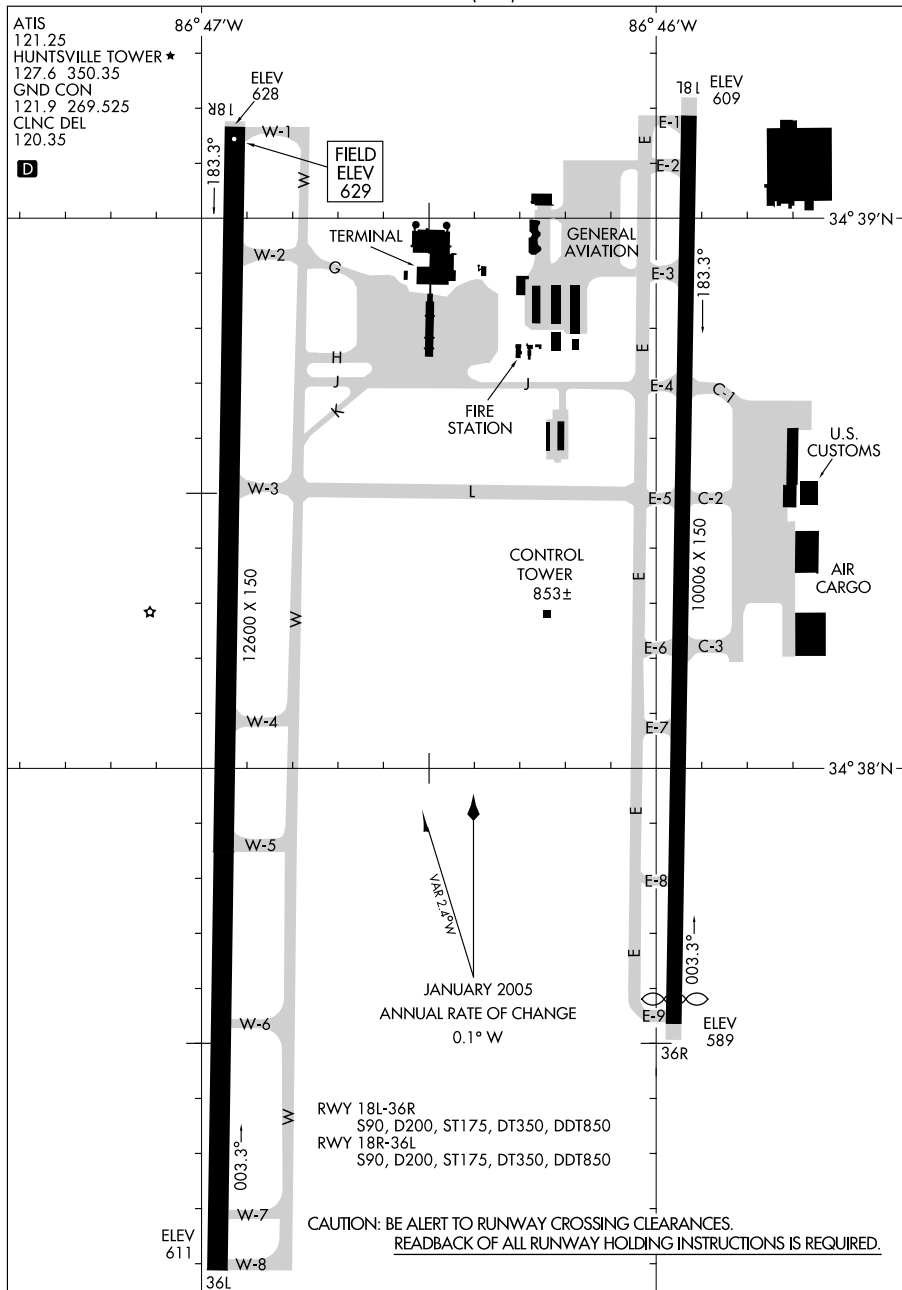 ATIS
121.25
HUNTSVILLE TOWER ★
127.6 350.35
GND CON
121.9 269.525
CLNC DEL
120.35
D
86°47'W
86°46'W
ELEV
628
18R
183.3°
W-1
FIELD
ELEV
629
W
18L
ELEV
609
E-1
E
E-2
34°39'N
TERMINAL
GENERAL
AVIATION
W-2
G
E-3
183.3°
H
J
K
J
E
E-4
C-1
FIRE
STATION
U.S.
CUSTOMS
W-3
L
E-5
C-2
12600 X 150
10006 X 150
CONTROL
TOWER
853±
E
AIR
CARGO
W
E-6
C-3
W-4
E-7
34°38'N
W-5
E
VAR 2.4°W
E-8
E
003.3°
JANUARY 2005
ANNUAL RATE OF CHANGE
0.1° W
E-9
ELEV
589
36R
W-6
W
RWY 18L-36R
S90, D200, ST175, DT350, DDT850
RWY 18R-36L
S90, D200, ST175, DT350, DDT850
003.3°
W-7
ELEV
611
W-8
36L
CAUTION: BE ALERT TO RUNWAY CROSSING CLEARANCES.
READBACK OF ALL RUNWAY HOLDING INSTRUCTIONS IS REQUIRED.